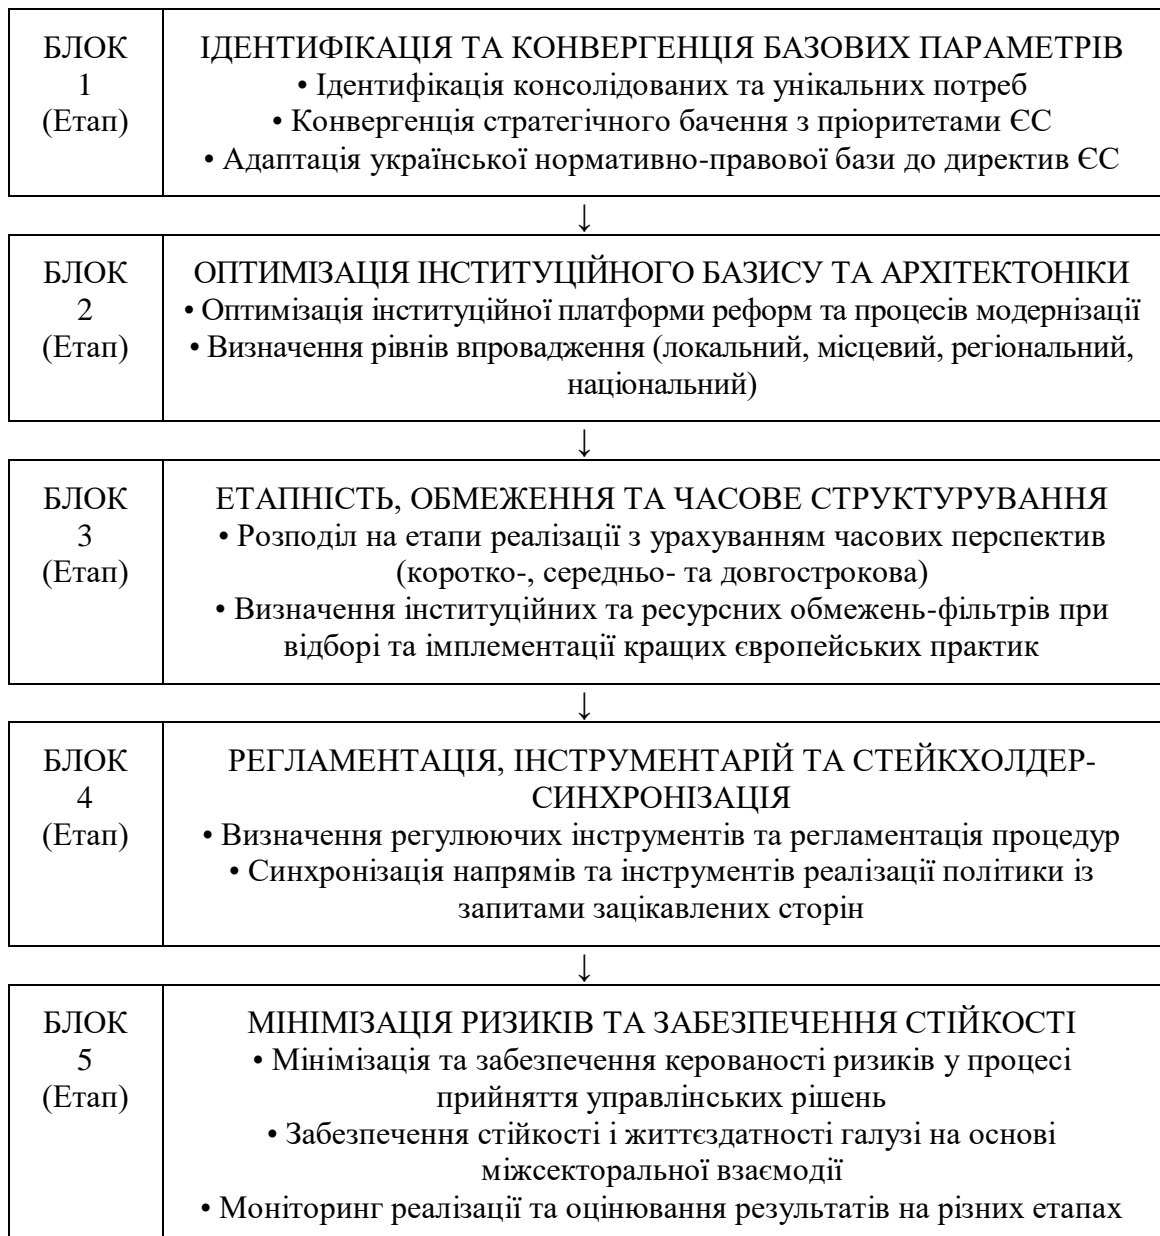 БЛОК
1
(Етап)
ІДЕНТИФІКАЦІЯ ТА КОНВЕРГЕНЦІЯ БАЗОВИХ ПАРАМЕТРІВ
• Ідентифікація консолідованих та унікальних потреб
• Конвергенція стратегічного бачення з пріоритетами ЄС
• Адаптація української нормативно-правової бази до директив ЄС
↓
БЛОК
2
(Етап)
ОПТИМІЗАЦІЯ ІНСТИТУЦІЙНОГО БАЗИСУ ТА АРХІТЕКТОНІКИ
• Оптимізація інституційної платформи реформ та процесів модернізації
• Визначення рівнів впровадження (локальний, місцевий, регіональний,
національний)
↓
БЛОК
3
(Етап)
ЕТАПНІСТЬ, ОБМЕЖЕННЯ ТА ЧАСОВЕ СТРУКТУРУВАННЯ
• Розподіл на етапи реалізації з урахуванням часових перспектив
(коротко-, середньо- та довгострокова)
• Визначення інституційних та ресурсних обмежень-фільтрів при
відборі та імплементації кращих європейських практик
↓
БЛОК
4
(Етап)
РЕГЛАМЕНТАЦІЯ, ІНСТРУМЕНТАРІЙ ТА СТЕЙКХОЛДЕР-
СИНХРОНІЗАЦІЯ
• Визначення регулюючих інструментів та регламентація процедур
• Синхронізація напрямів та інструментів реалізації політики із
запитами зацікавлених сторін
↓
БЛОК
5
(Етап)
МІНІМІЗАЦІЯ РИЗИКІВ ТА ЗАБЕЗПЕЧЕННЯ СТІЙКОСТІ
• Мінімізація та забезпечення керованості ризиків у процесі
прийняття управлінських рішень
• Забезпечення стійкості і життєздатності галузі на основі
міжсекторальної взаємодії
• Моніторинг реалізації та оцінювання результатів на різних етапах